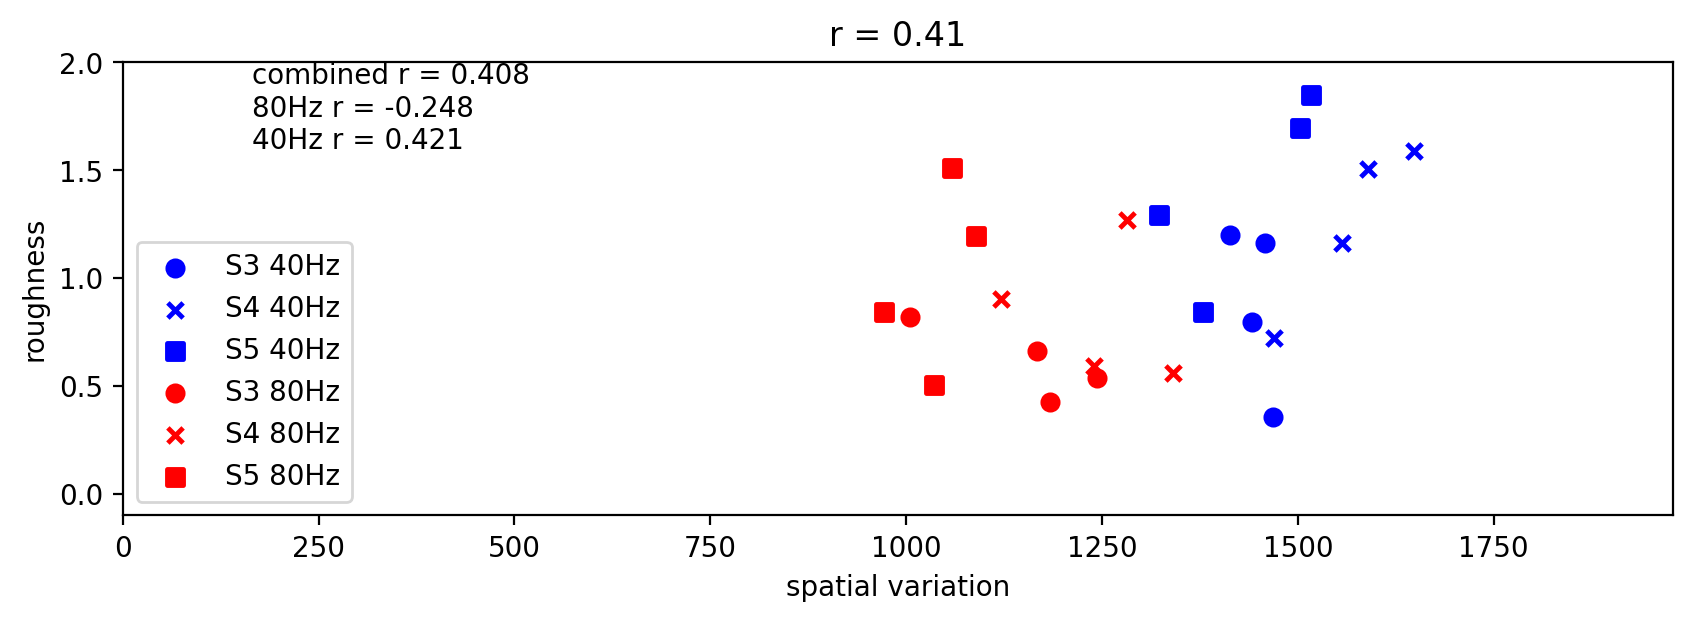 r = 0.41
combined r = 0.408
80Hz r = -0.248
40Hz r = 0.421
2.0
1.5
1.0
0.5
0.0
roughness
S3 40Hz
S4 40Hz
S5 40Hz
S3 80Hz
S4 80Hz
S5 80Hz
0 250 500 750 1000 1250 1500 1750
spatial variation